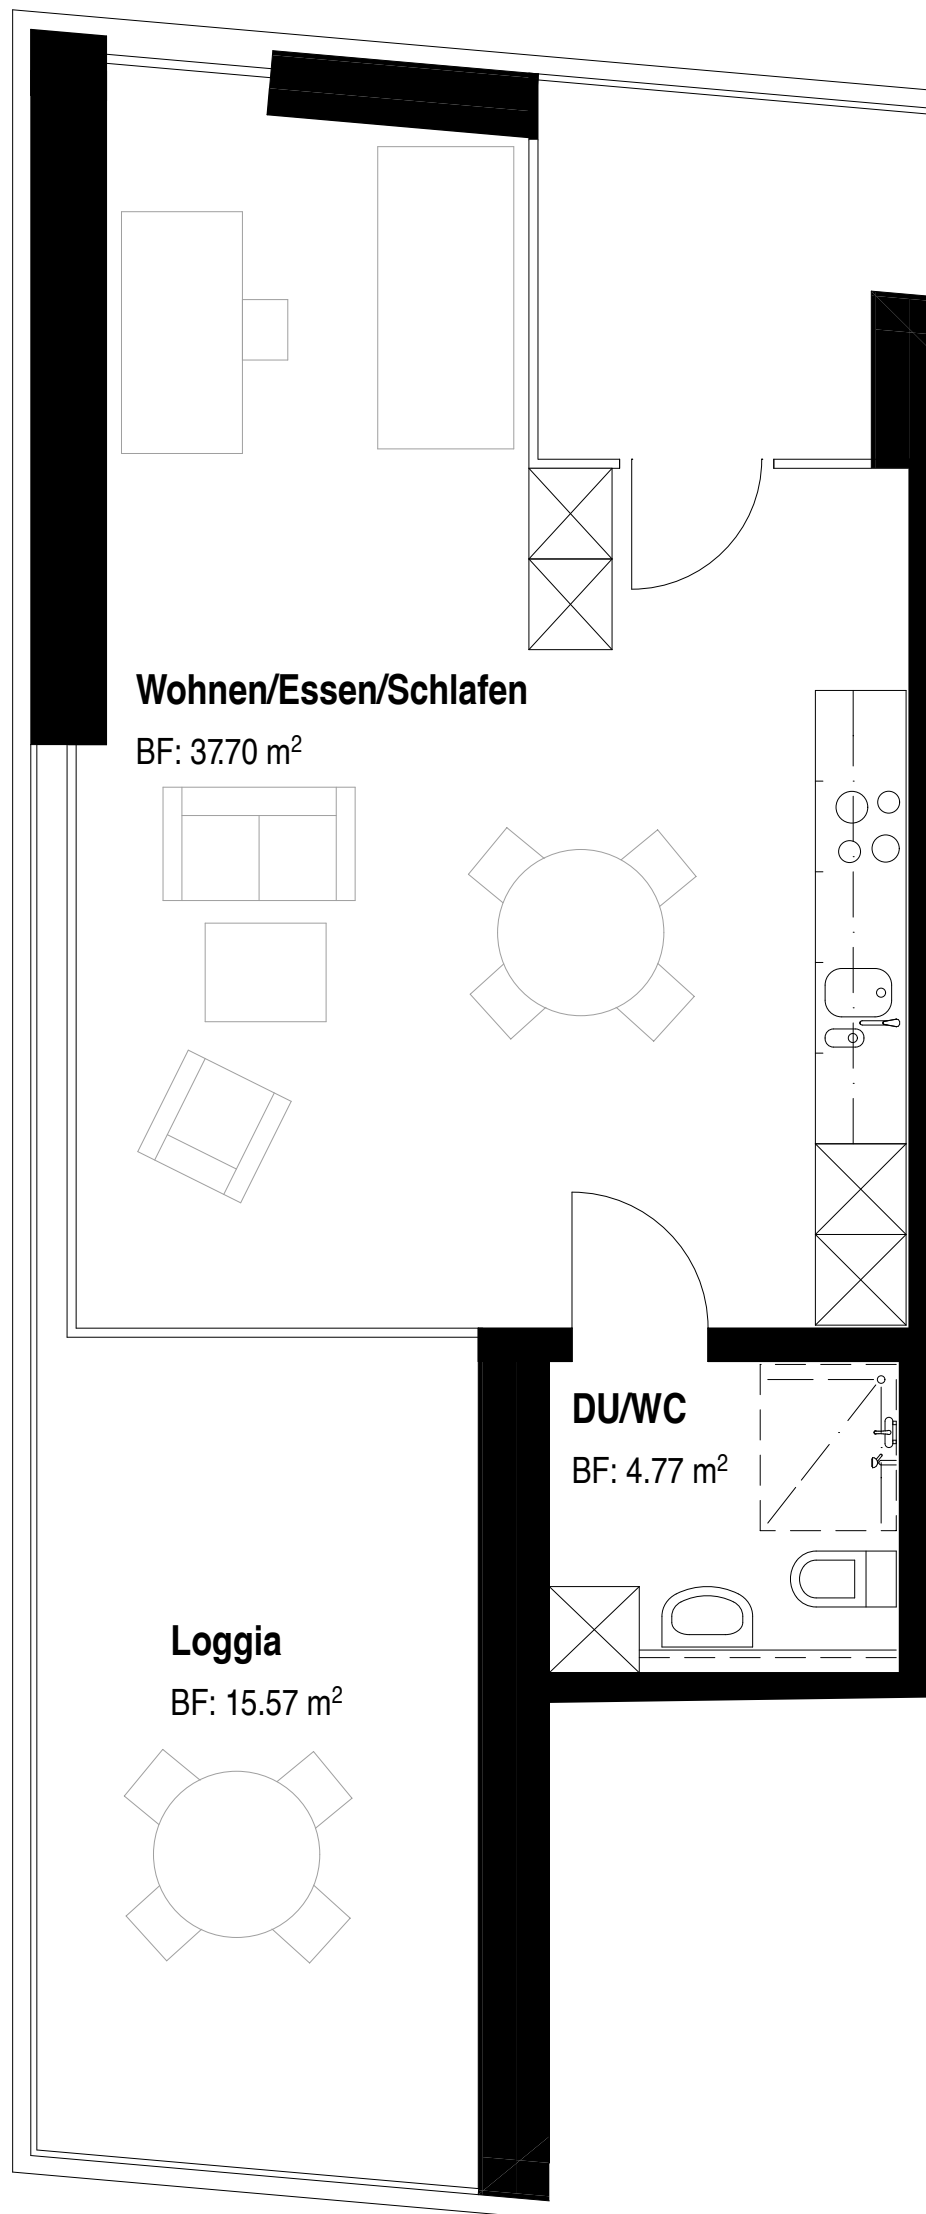 Wohnen/Essen/Schlafen
BF: 37.70 m²
DU/WC
BF: 4.77 m²
Loggia
BF: 15.57 m²